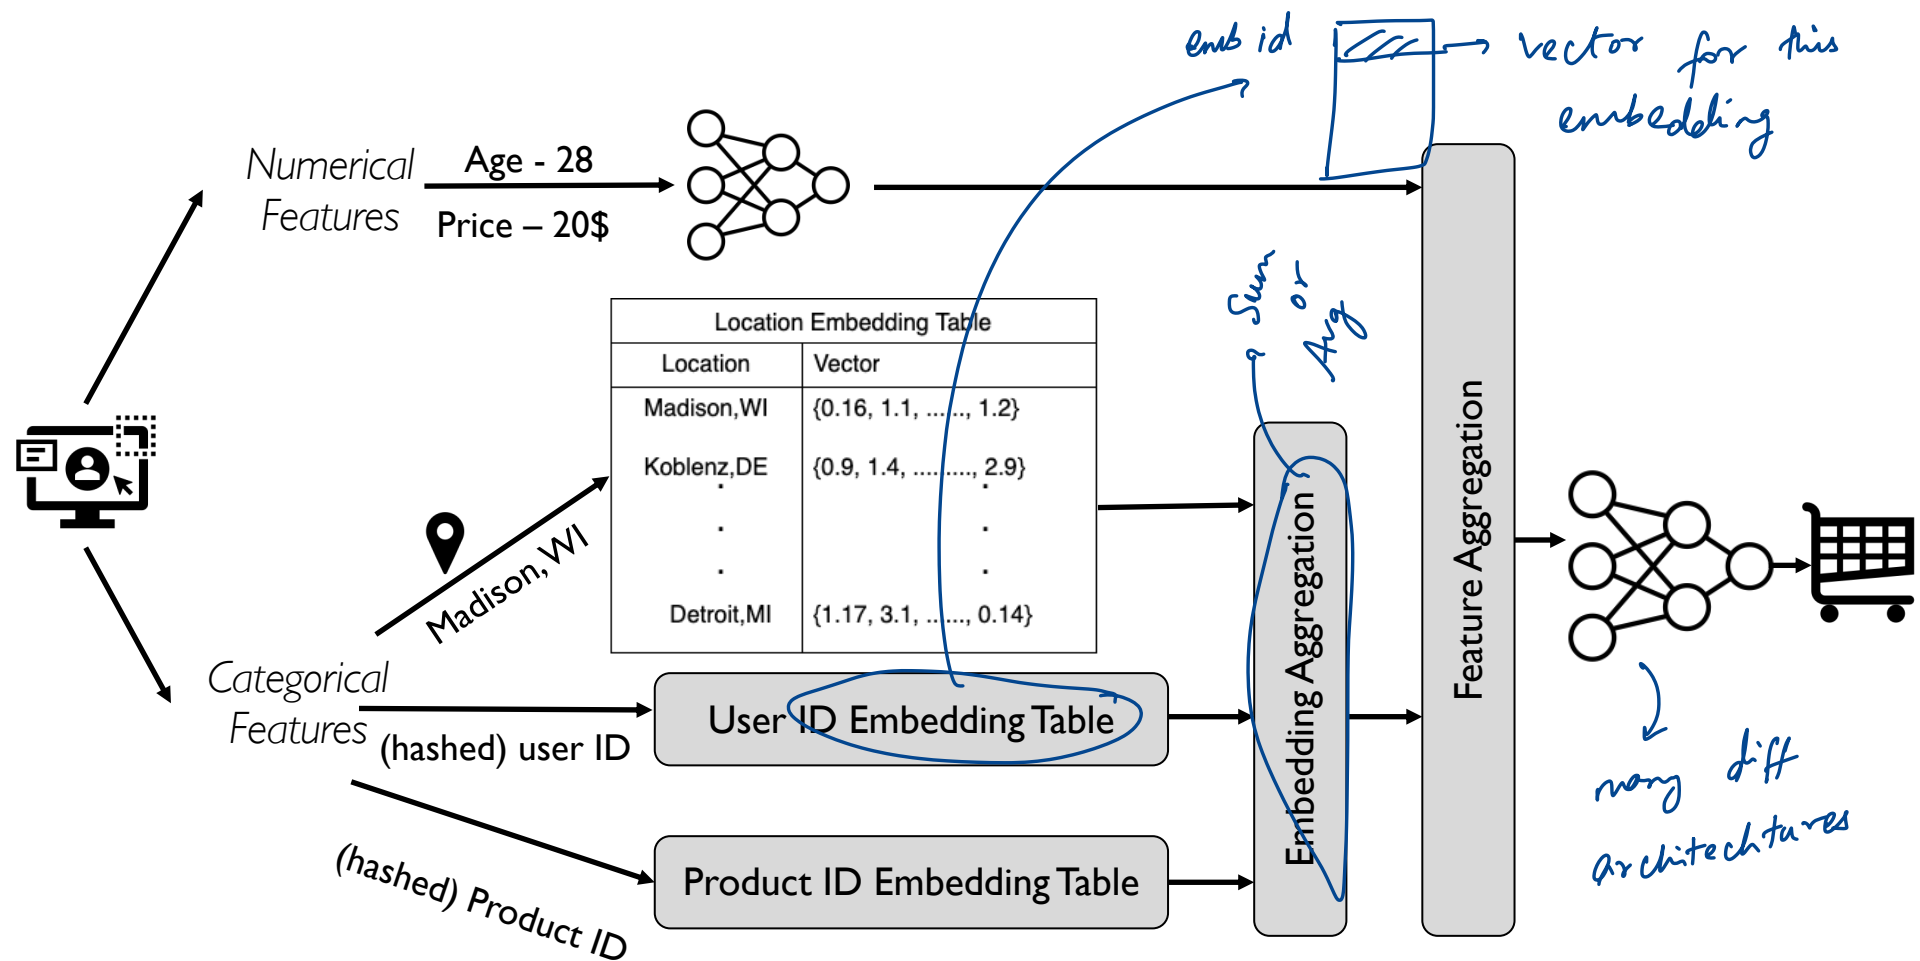 emb id
vector for this
embedding
Numerical
Features
Age - 28
Price – 20$
Sum
or
Avg
Location Embedding Table
Location Vector
Madison,WI {0.16, 1.1, ......, 1.2}
Koblenz,DE {0.9, 1.4, ........., 2.9}
. .
. .
. .
Detroit,MI {1.17, 3.1, ......, 0.14}
Madison, WI
Categorical
Features
(hashed) user ID
User ID Embedding Table
(hashed) Product ID
Product ID Embedding Table
Embedding Aggregation
Feature Aggregation
many diff
architechtures